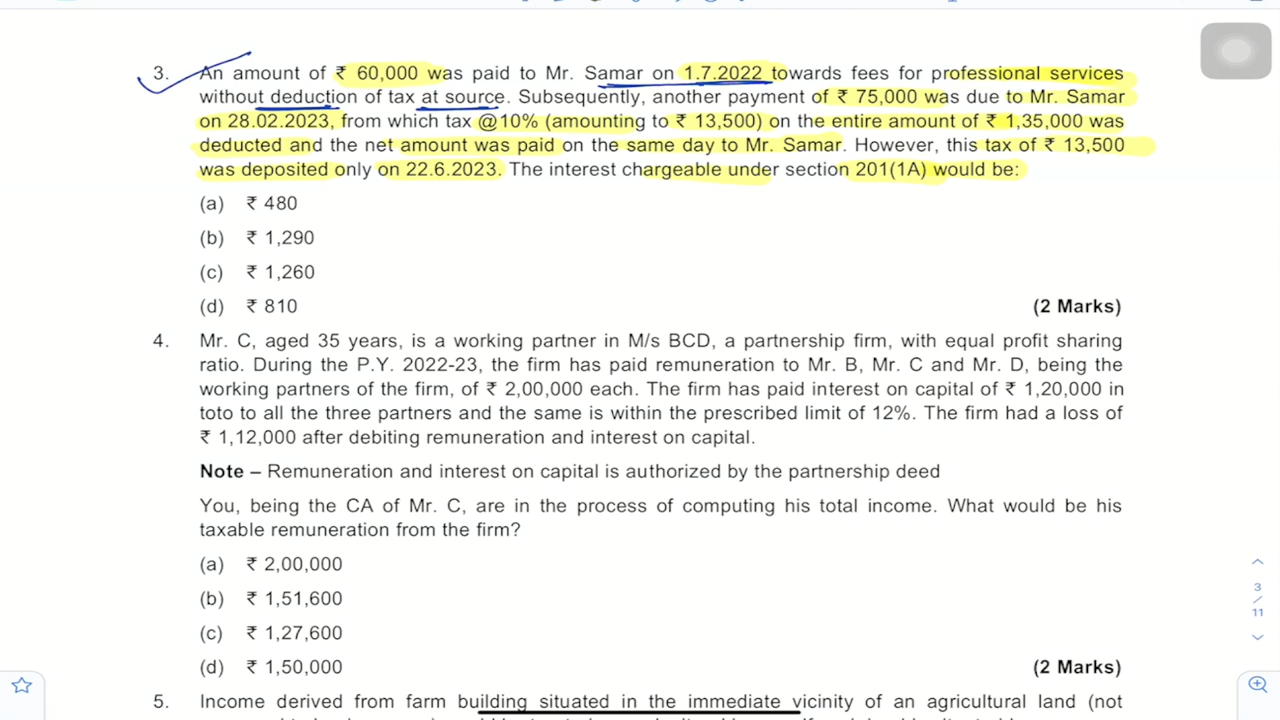 3. An amount of ₹ 60,000 was paid to Mr. Samar on 1.7.2022 towards fees for professional services
without deduction of tax at source. Subsequently, another payment of ₹ 75,000 was due to Mr. Samar
on 28.02.2023, from which tax @10% (amounting to ₹ 13,500) on the entire amount of ₹ 1,35,000 was
deducted and the net amount was paid on the same day to Mr. Samar. However, this tax of ₹ 13,500
was deposited only on 22.6.2023. The interest chargeable under section 201(1A) would be:
(a) ₹ 480
(b) ₹ 1,290
(c) ₹ 1,260
(d) ₹ 810 (2 Marks)
4. Mr. C, aged 35 years, is a working partner in M/s BCD, a partnership firm, with equal profit sharing
ratio. During the P.Y. 2022-23, the firm has paid remuneration to Mr. B, Mr. C and Mr. D, being the
working partners of the firm, of ₹ 2,00,000 each. The firm has paid interest on capital of ₹ 1,20,000 in
toto to all the three partners and the same is within the prescribed limit of 12%. The firm had a loss of
₹ 1,12,000 after debiting remuneration and interest on capital.
Note – Remuneration and interest on capital is authorized by the partnership deed
You, being the CA of Mr. C, are in the process of computing his total income. What would be his
taxable remuneration from the firm?
(a) ₹ 2,00,000
(b) ₹ 1,51,600
(c) ₹ 1,27,600
(d) ₹ 1,50,000 (2 Marks)
5. Income derived from farm building situated in the immediate vicinity of an agricultural land (not
3
/
11